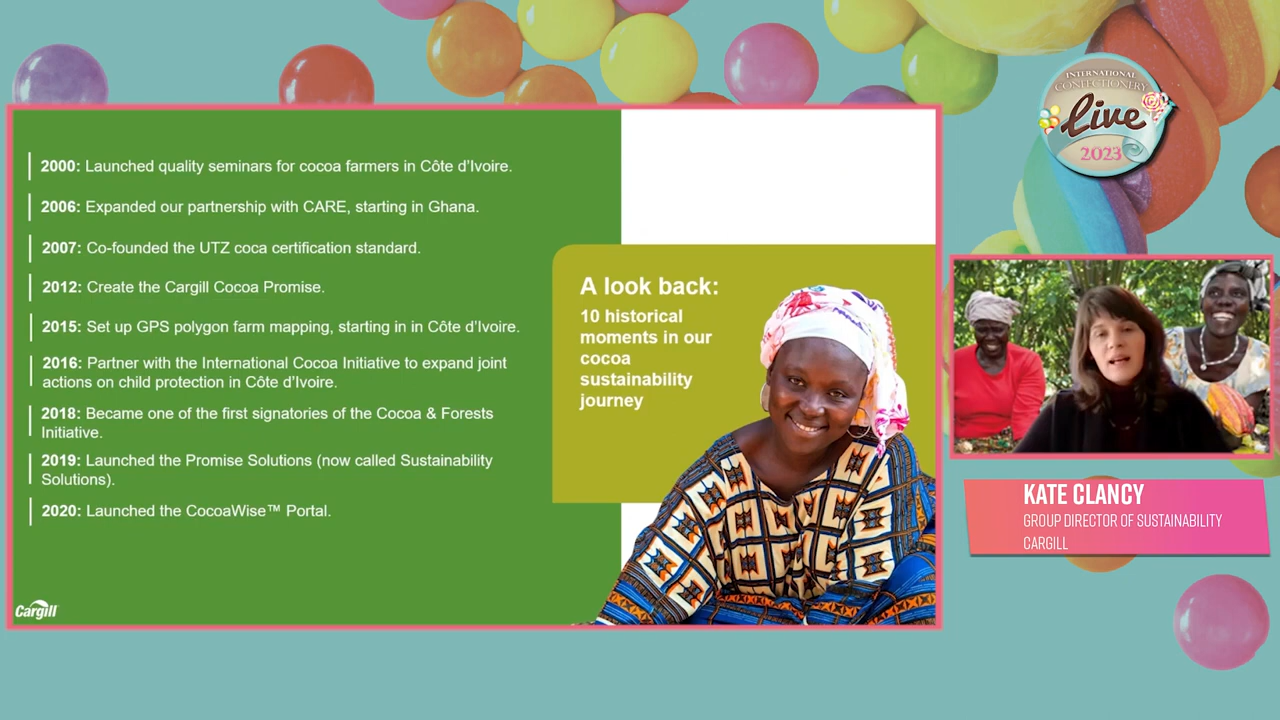 INTERNATIONAL
CONFECTIONERY
Live
2023
2000: Launched quality seminars for cocoa farmers in Côte d'Ivoire.
2006: Expanded our partnership with CARE, starting in Ghana.
2007: Co-founded the UTZ coca certification standard.
2012: Create the Cargill Cocoa Promise.
2015: Set up GPS polygon farm mapping, starting in in Côte d'Ivoire.
2016: Partner with the International Cocoa Initiative to expand joint
actions on child protection in Côte d'Ivoire.
2018: Became one of the first signatories of the Cocoa & Forests
Initiative.
2019: Launched the Promise Solutions (now called Sustainability
Solutions).
2020: Launched the CocoaWise™ Portal.
Cargill
A look back:
10 historical
moments in our
cocoa
sustainability
journey
KATE CLANCY
GROUP DIRECTOR OF SUSTAINABILITY
CARGILL